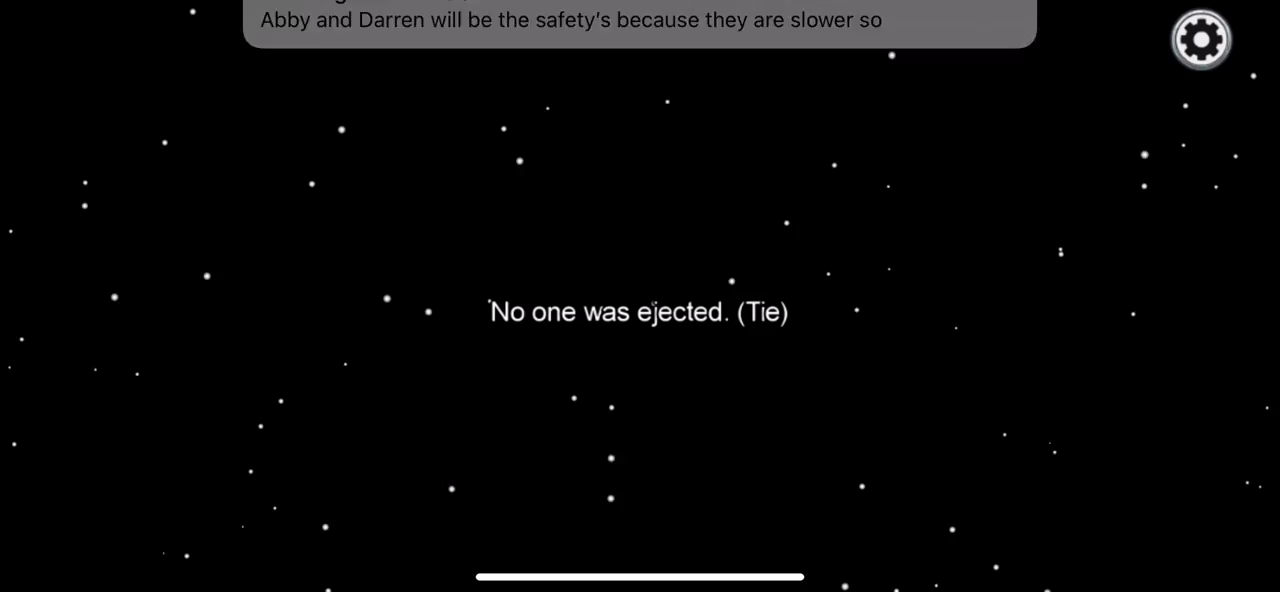 Abby and Darren will be the safety's because they are slower so
No one was ejected. (Tie)